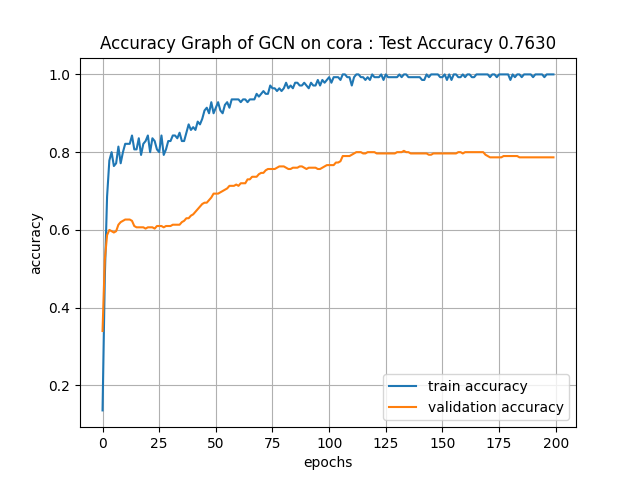 Accuracy Graph of GCN on cora : Test Accuracy 0.7630
1.0
0.8
0.6
0.4
0.2
accuracy
train accuracy
validation accuracy
0 25 50 75 100 125 150 175 200
epochs